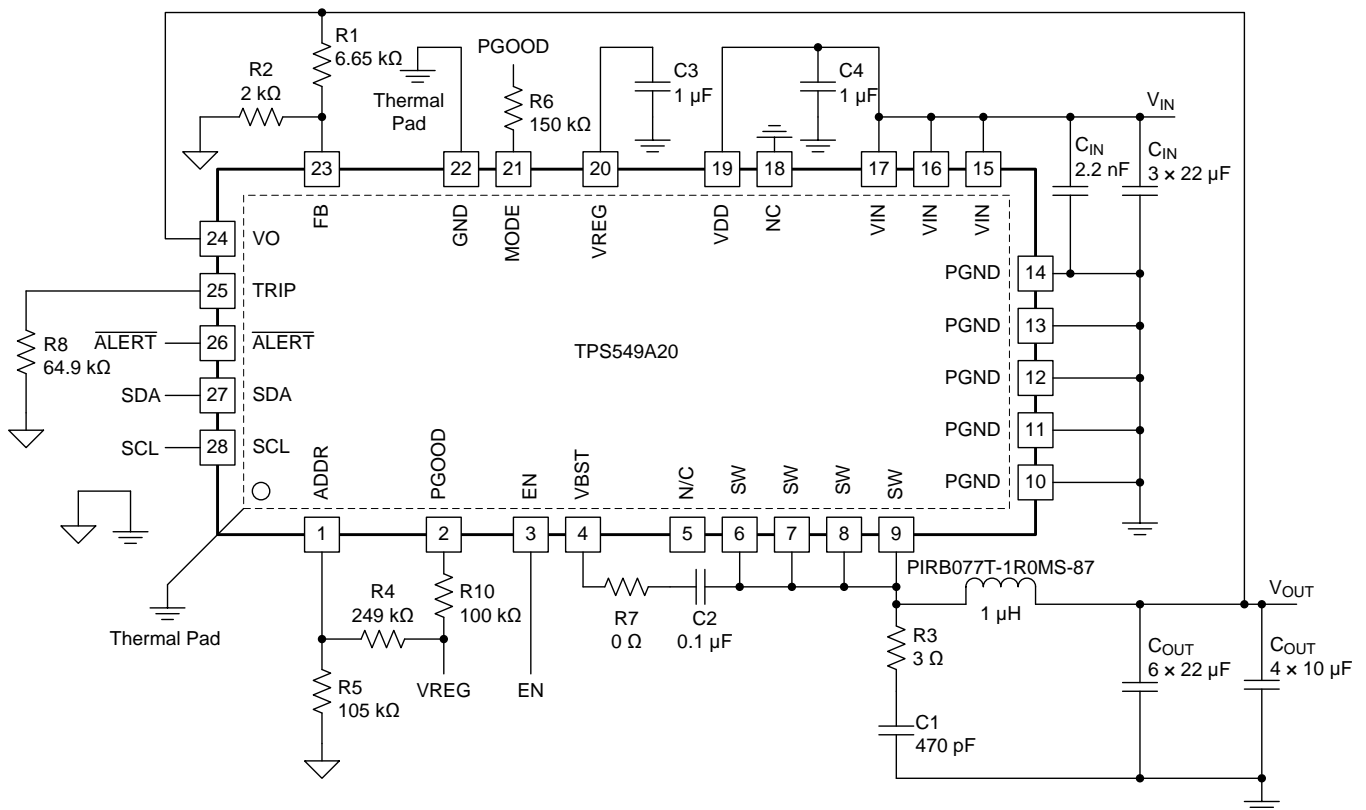 R1
6.65 kΩ
R2
2 kΩ
Thermal
Pad
PGOOD
R6
150 kΩ
C3
1 µF
C4
1 µF
VIN
CIN
2.2 nF
CIN
3 × 22 µF
23
22
21
20
19
18
17
16
15
FB
GND
MODE
VREG
VDD
NC
VIN
VIN
VIN
24
VO
25
TRIP
ALERT
26
ALERT
SDA
27
SDA
SCL
28
SCL
R8
64.9 kΩ
TPS549A20
PGND
14
PGND
13
PGND
12
PGND
11
PGND
10
ADDR
PGOOD
EN
VBST
N/C
SW
SW
SW
SW
1
2
3
4
5
6
7
8
9
Thermal Pad
R4
249 kΩ
R10
100 kΩ
R5
105 kΩ
VREG
EN
R7
0 Ω
C2
0.1 µF
PIRB077T-1R0MS-87
1 µH
VOUT
R3
3 Ω
C1
470 pF
COUT
6 × 22 µF
COUT
4 × 10 µF